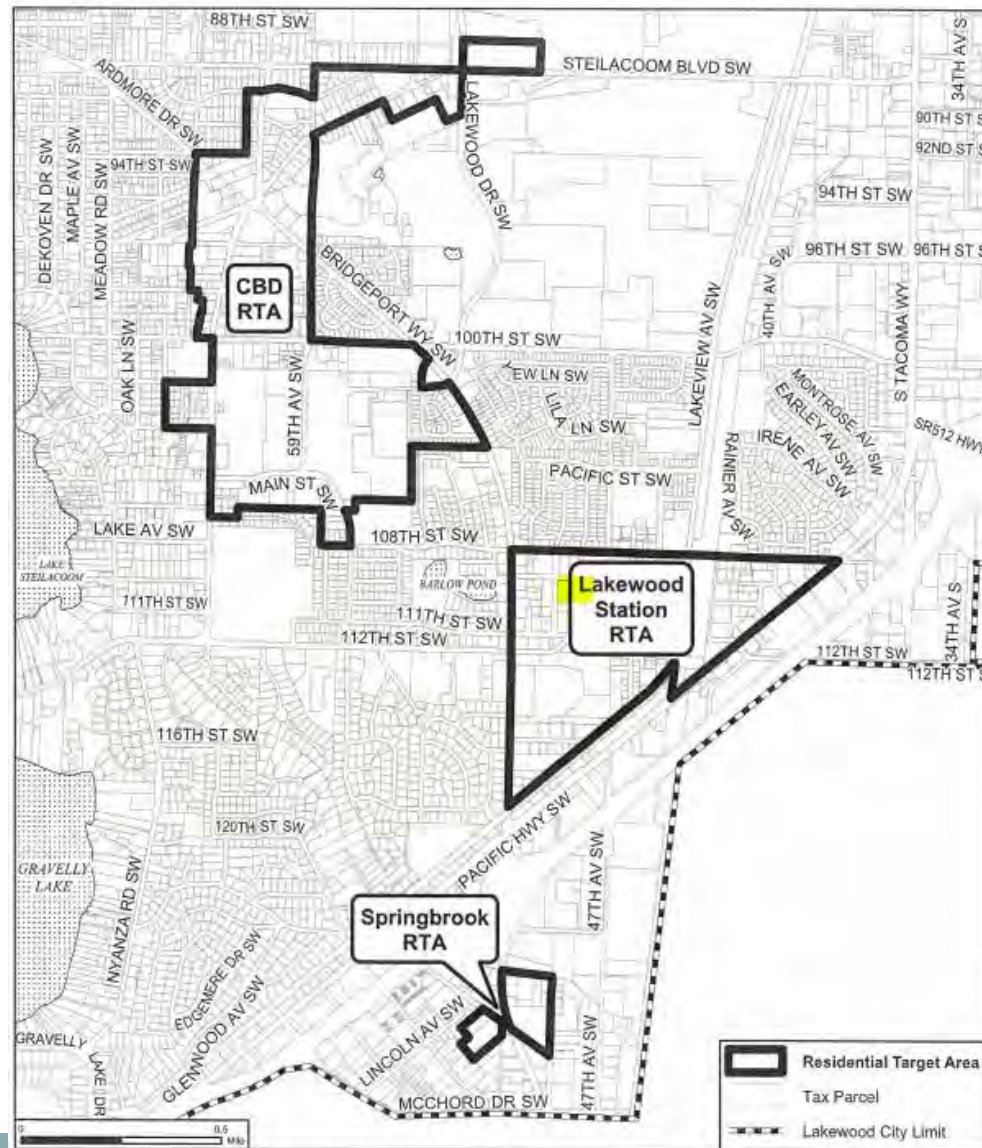 88TH ST SW
STEILACOOM BLVD SW
34TH AV S
ARDMORE DR SW
LAKEWOOD DR SW
90TH ST S
92ND ST S
DEKOVEN DR SW
MAPLE AV SW
MEADOW RD SW
94TH ST SW
94TH ST SW
96TH ST SW
96TH ST S
CBD
RTA
BRIDGEPORT WY SW
LAKEVIEW AV SW
40TH AV SW
S TACOMA WY
100TH ST SW
OAK LN SW
59TH AV SW
YEW LN SW
LILA
LN SW
MONTROSE AV SW
EARLEY AV SW
IRENE AV SW
SR512 HWY
PACIFIC ST SW
RAINIER AV SW
MAIN ST SW
LAKE AV SW
108TH ST SW
LAKE
STEILACOOM
BARLOW POND
Lakewood
Station
RTA
111TH ST SW
111TH ST SW
112TH ST SW
34TH AV S
112TH ST SW
112TH ST S
116TH ST SW
120TH ST SW
PACIFIC HWY SW
GRAVELLY
LAKE
NYANZA RD SW
47TH AV SW
Springbrook
RTA
EDGEMERE DR SW
GLENWOOD AV SW
LINCOLN AV SW
47TH AV SW
GRAVELLY
LAKE DR
MCCHORD DR SW
Residential Target Area
Tax Parcel
Lakewood City Limit
0 0.5
Mile